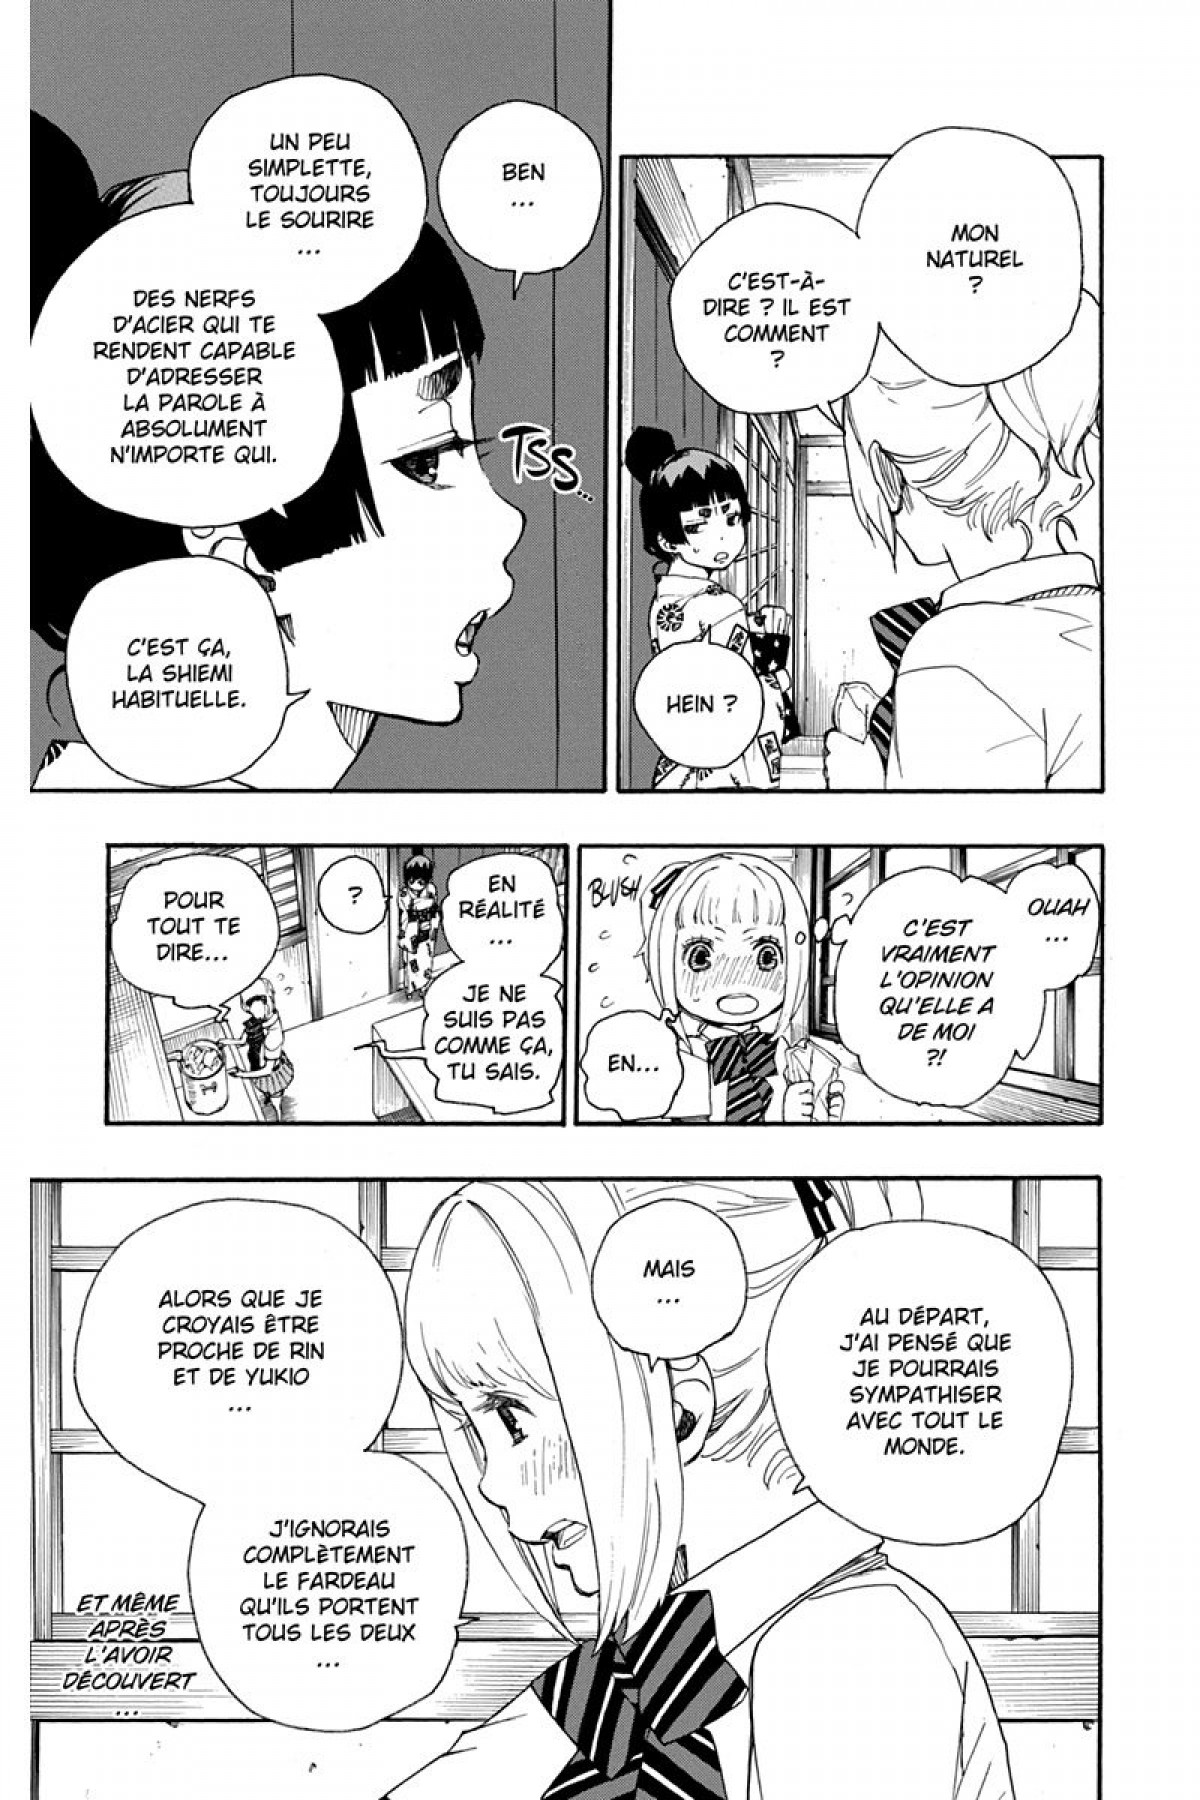 MON
NATUREL
?
C'EST-À-
DIRE ? IL EST
COMMENT
?
HEIN ?
BEN
...
UN PEU
SIMPLETTE,
TOUJOURS
LE SOURIRE
...
DES NERFS
D'ACIER QUI TE
RENDENT CAPABLE
D'ADRESSER
LA PAROLE À
ABSOLUMENT
N'IMPORTE QUI.
TSS...
C'EST ÇA,
LA SHIEMI
HABITUELLE.
OUAH
...
C'EST
VRAIMENT
L'OPINION
QU'ELLE A
DE MOI
?!
BLUSH
EN...
EN
RÉALITÉ
...
JE NE
SUIS PAS
COMME ÇA,
TU SAIS.
?
POUR
TOUT TE
DIRE...
AU DÉPART,
J'AI PENSÉ QUE
JE POURRAIS
SYMPATHISER
AVEC TOUT LE
MONDE.
MAIS
...
ALORS QUE JE
CROYAIS ÊTRE
PROCHE DE RIN
ET DE YUKIO
...
J'IGNORAIS
COMPLÈTEMENT
LE FARDEAU
QU'ILS PORTENT
TOUS LES DEUX
...
ET MÊME
APRÈS
L'AVOIR
DÉCOUVERT
...